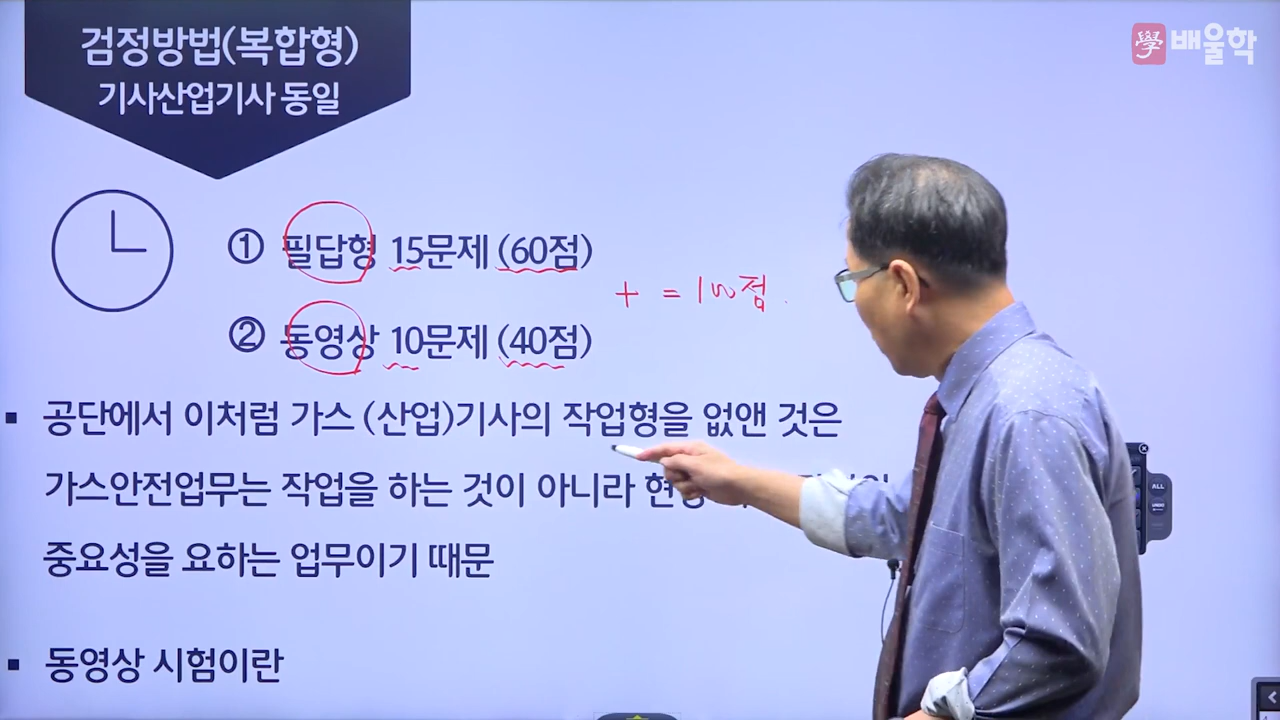 검정방법(복합형)
기사산업기사 동일
學 배울학
① 필답형 15문제 (60점)
② 동영상 10문제 (40점)
+ = 100점.
▪ 공단에서 이처럼 가스 (산업)기사의 작업형을 없앤 것은
가스안전업무는 작업을 하는 것이 아니라 현장
중요성을 요하는 업무이기 때문
▪ 동영상 시험이란
ALL